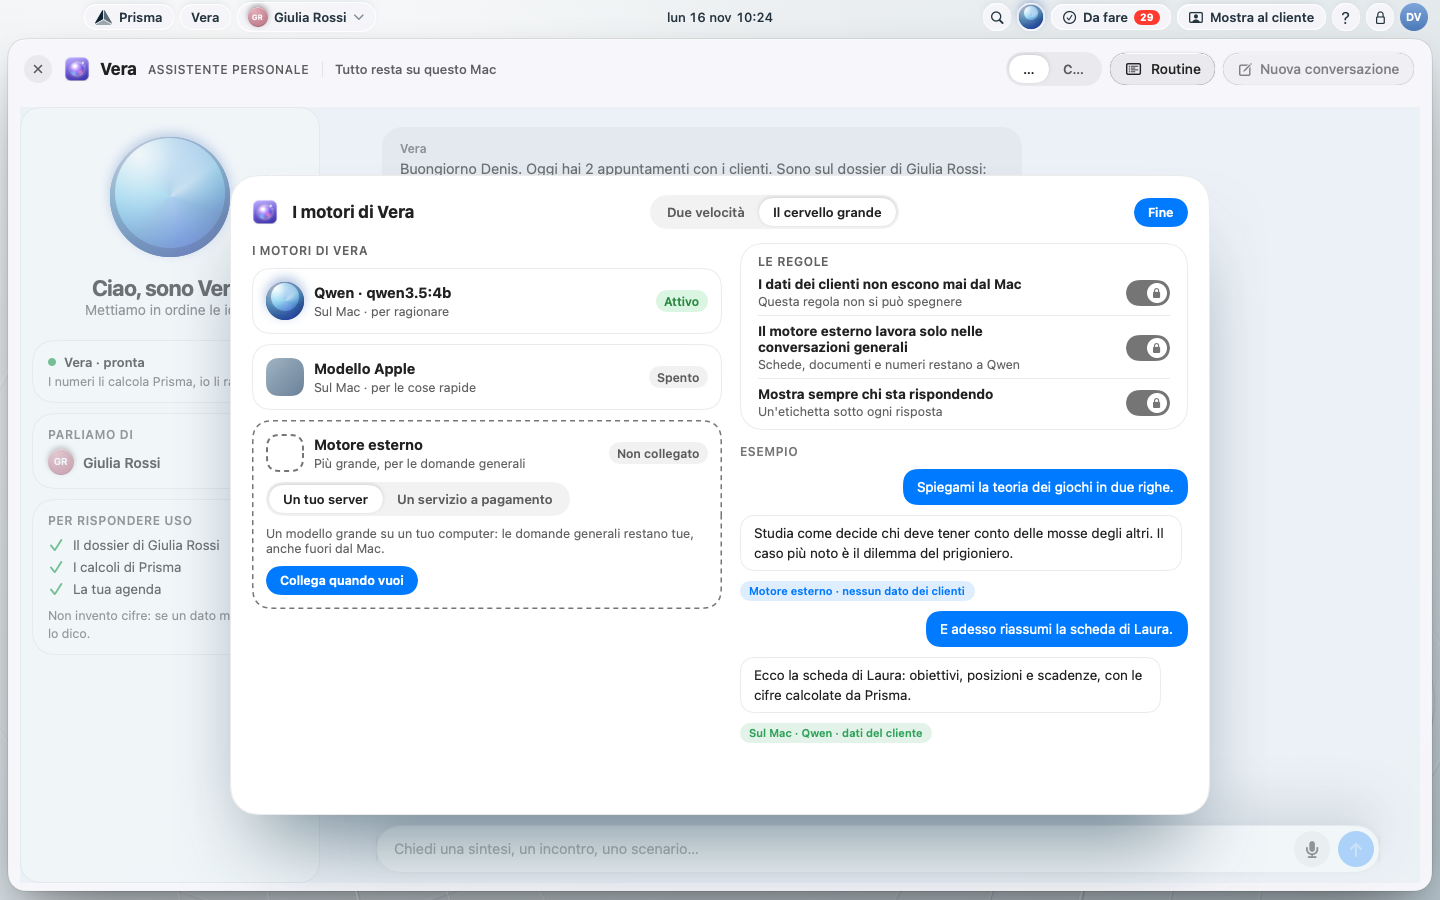 Prisma
Vera
GR
Giulia Rossi
lun 16 nov 10:24
Da fare 29
Mostra al cliente
?
DV
Vera ASSISTENTE PERSONALE
Tutto resta su questo Mac
...
C...
Routine
Nuova conversazione
Ciao, sono Ver
Mettiamo in ordine le i
Vera · pronta
I numeri li calcola Prisma, io li r
PARLIAMO DI
GR
Giulia Rossi
PER RISPONDERE USO
Il dossier di Giulia Rossi
I calcoli di Prisma
La tua agenda
Non invento cifre: se un dato m
lo dico.
Vera
Buongiorno Denis. Oggi hai 2 appuntamenti con i clienti. Sono sul dossier di Giulia Rossi:
I motori di Vera
Due velocità
Il cervello grande
Fine
I MOTORI DI VERA
Qwen · qwen3.5:4b
Sul Mac · per ragionare
Attivo
Modello Apple
Sul Mac · per le cose rapide
Spento
Motore esterno
Più grande, per le domande generali
Non collegato
Un tuo server
Un servizio a pagamento
Un modello grande su un tuo computer: le domande generali restano tue,
anche fuori dal Mac.
Collega quando vuoi
LE REGOLE
I dati dei clienti non escono mai dal Mac
Questa regola non si può spegnere
Il motore esterno lavora solo nelle
conversazioni generali
Schede, documenti e numeri restano a Qwen
Mostra sempre chi sta rispondendo
Un'etichetta sotto ogni risposta
ESEMPIO
Spiegami la teoria dei giochi in due righe.
Studia come decide chi deve tener conto delle mosse degli altri. Il
caso più noto è il dilemma del prigioniero.
Motore esterno · nessun dato dei clienti
E adesso riassumi la scheda di Laura.
Ecco la scheda di Laura: obiettivi, posizioni e scadenze, con le
cifre calcolate da Prisma.
Sul Mac · Qwen · dati del cliente
Chiedi una sintesi, un incontro, uno scenario...